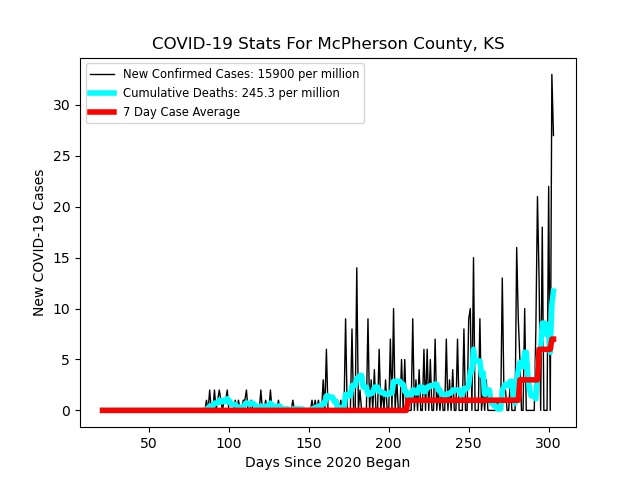 COVID-19 Stats For McPherson County, KS
New Confirmed Cases: 15900 per million
Cumulative Deaths: 245.3 per million
7 Day Case Average
New COVID-19 Cases
30
25
20
15
10
5
0
50 100 150 200 250 300
Days Since 2020 Began